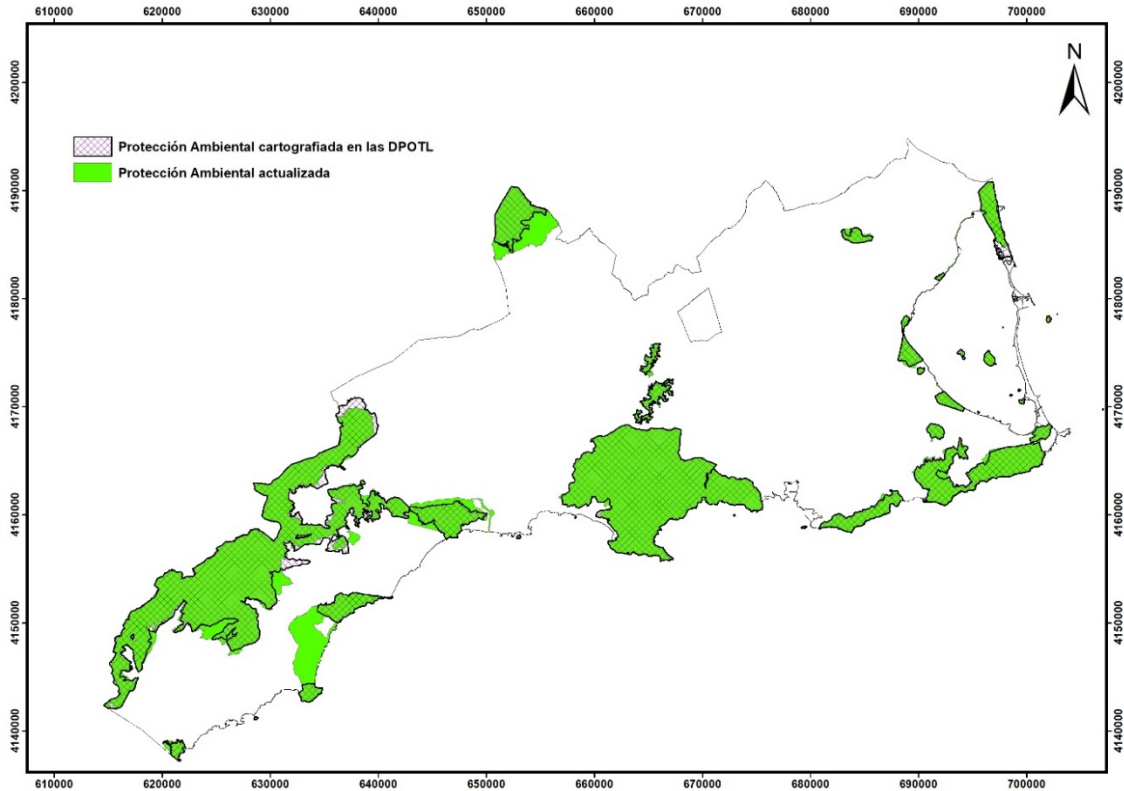 610000 620000 630000 640000 650000 660000 670000 680000 690000 700000
N
4200000 4200000
Protección Ambiental cartografiada en las DPOTL
Protección Ambiental actualizada
4190000 4190000
4180000 4180000
4170000 4170000
4160000 4160000
4150000 4150000
4140000 4140000
610000 620000 630000 640000 650000 660000 670000 680000 690000 700000